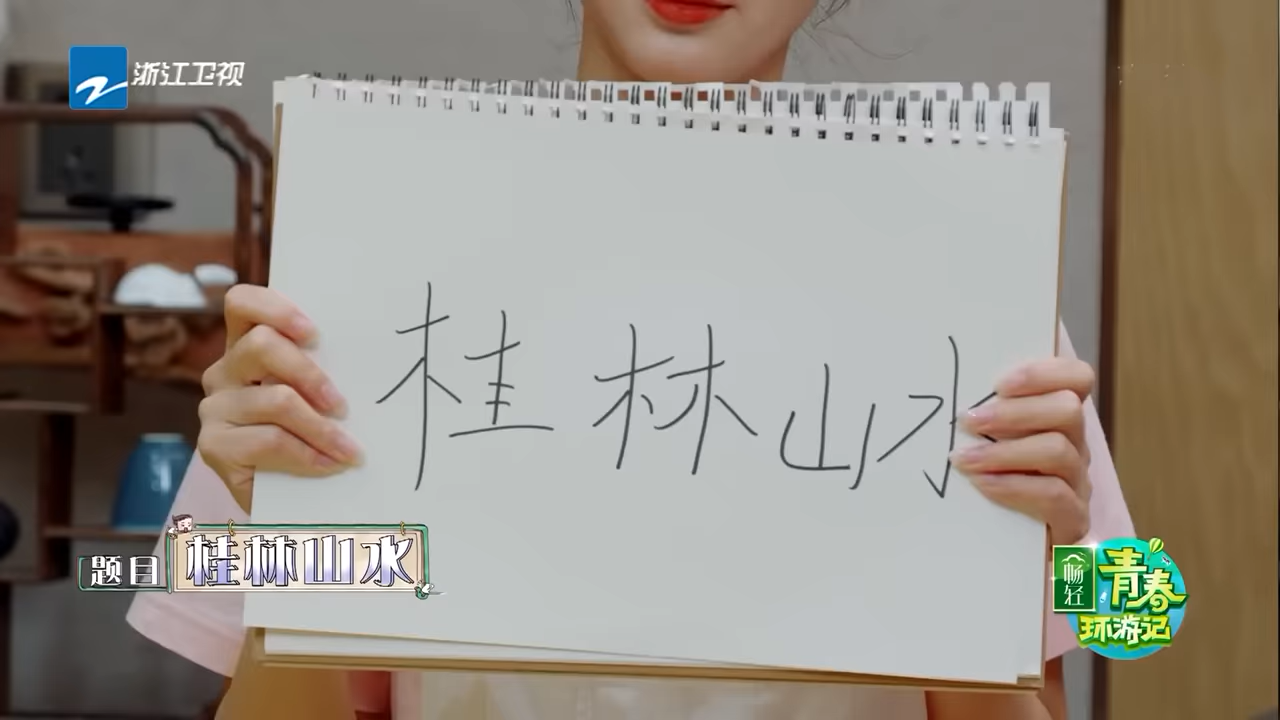 浙江卫视
桂林山水
题目 桂林山水
畅轻 青春环游记